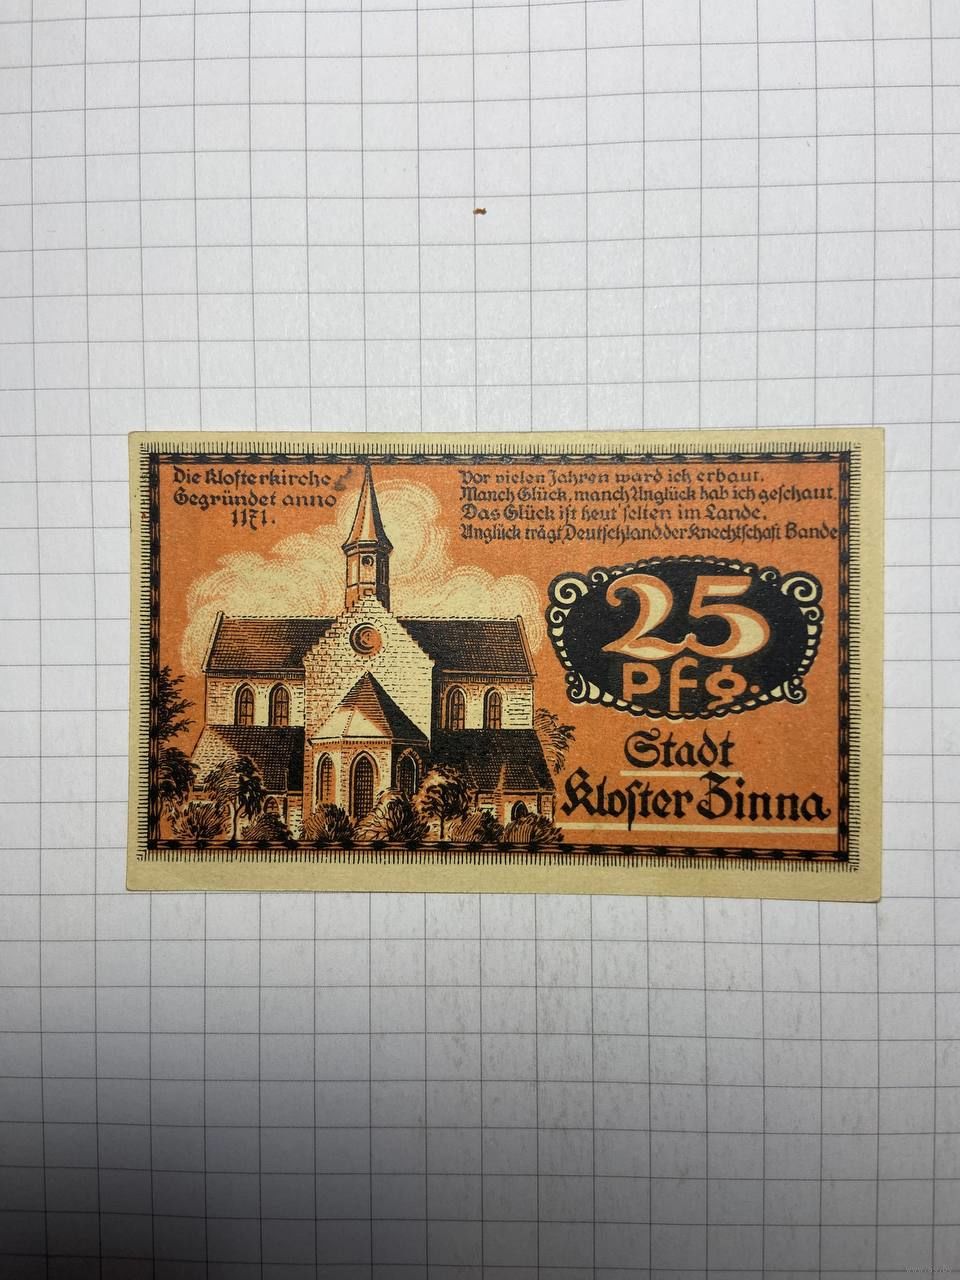 Die Klosterkirche
Gegründet anno
1171.
Vor vielen Jahren ward ich erbaut.
Manch Glück, manch Unglück hab ich geschaut.
Das Glück ist heut' selten im Lande.
Unglück trägt Deutschland der Knechtschaft Bande
25
Pfg.
Stadt
Kloster Zinna